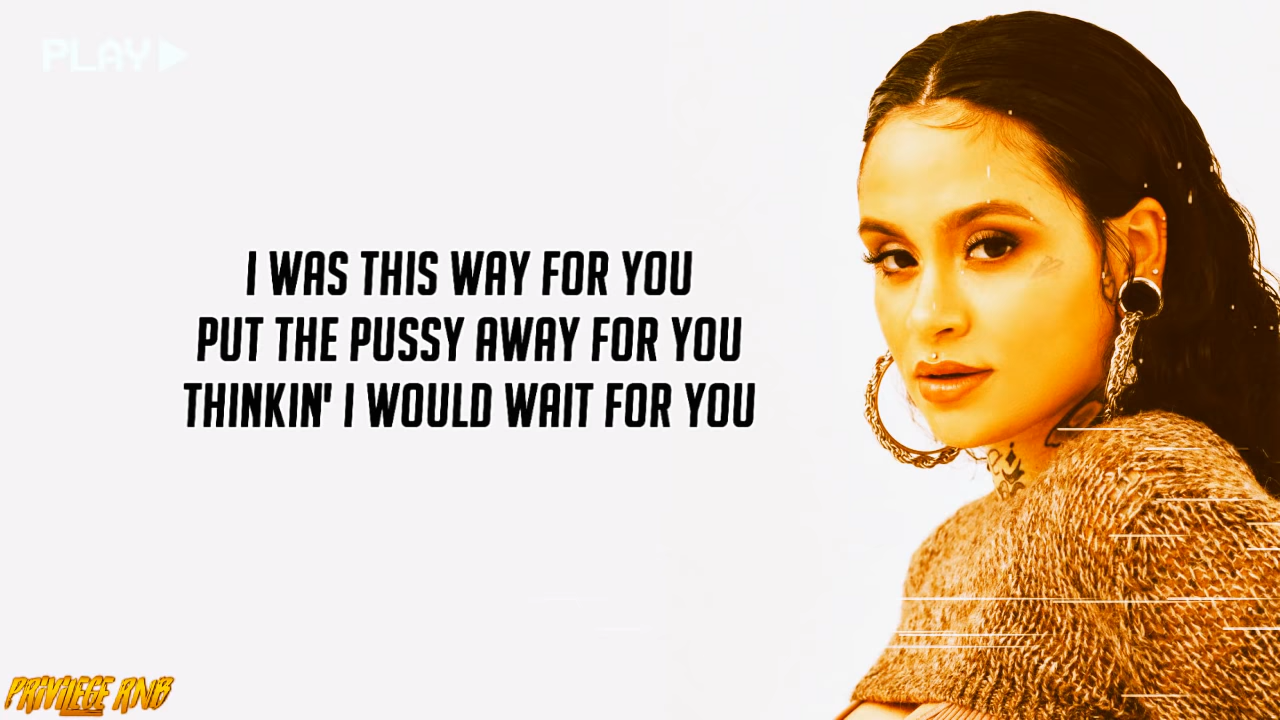 PLAY
I WAS THIS WAY FOR YOU
PUT THE PUSSY AWAY FOR YOU
THINKIN' I WOULD WAIT FOR YOU
PRIVILEGE RNB